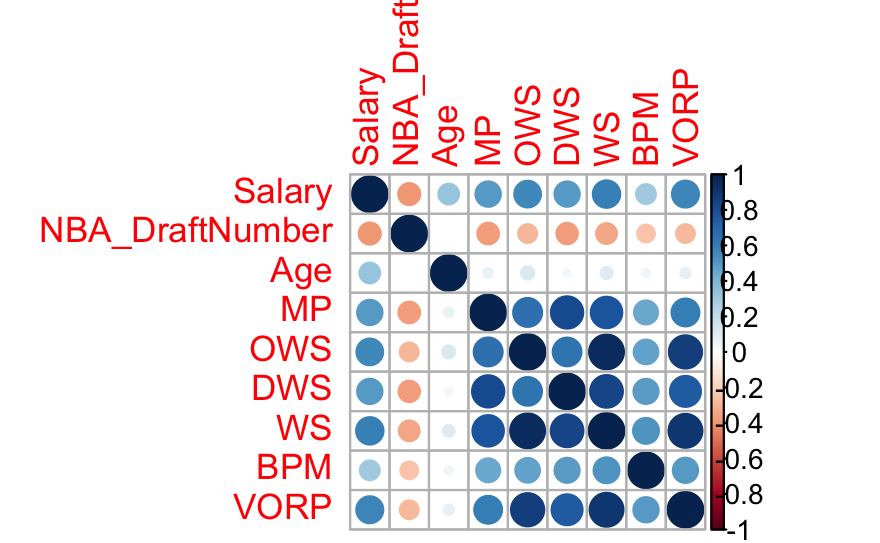 Salary
NBA_Draft
Age
MP
OWS
DWS
WS
BPM
VORP
Salary
NBA_DraftNumber
Age
MP
OWS
DWS
WS
BPM
VORP
1
0.8
0.6
0.4
0.2
0
-0.2
-0.4
-0.6
-0.8
-1